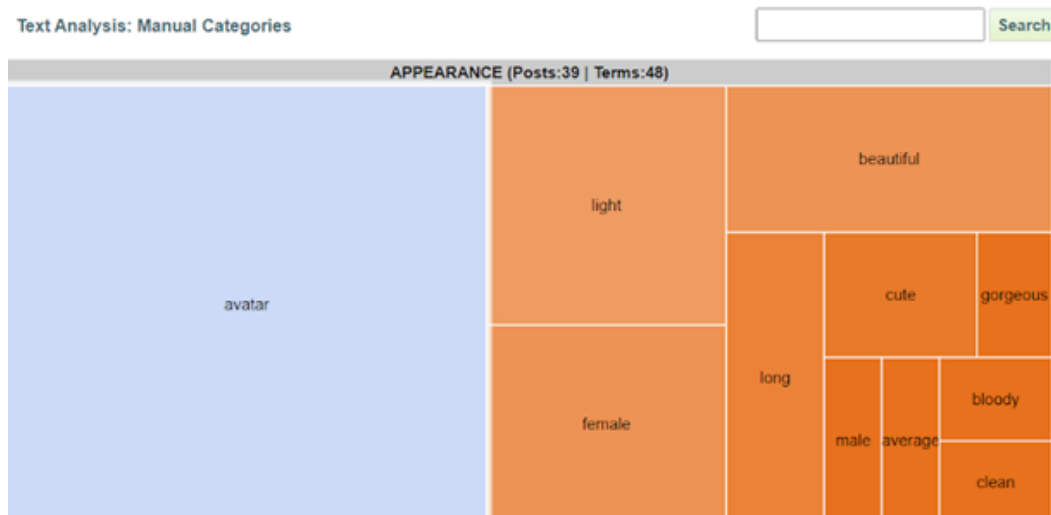 Text Analysis: Manual Categories
Search
APPEARANCE (Posts:39 | Terms:48)
avatar
light
female
beautiful
long
cute
gorgeous
male
average
bloody
clean